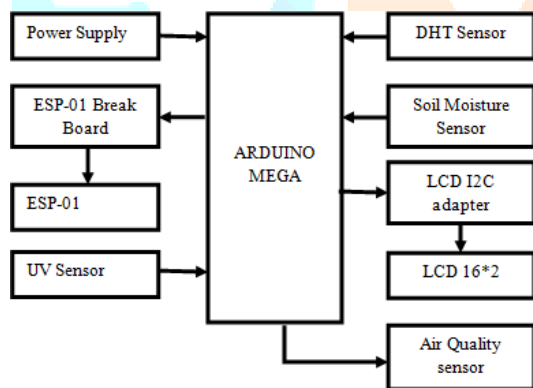 Power Supply
ESP-01 Break
Board
ESP-01
UV Sensor
ARDUINO
MEGA
DHT Sensor
Soil Moisture
Sensor
LCD I2C
adapter
LCD 16*2
Air Quality
sensor